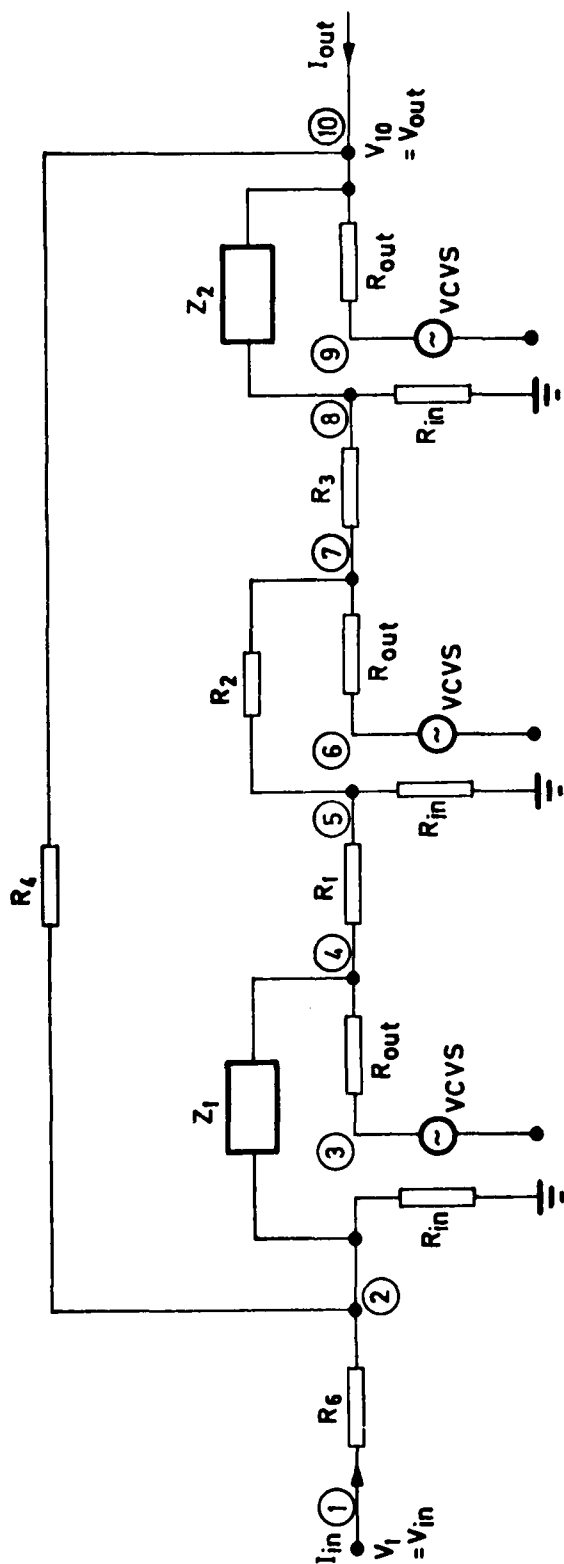 R4
Z1
R2
Z2
Iin
1
V1
=Vin
R6
2
Rin
3
Rout
VCVS
4
R1
5
Rin
6
Rout
VCVS
7
R3
8
Rin
9
Rout
VCVS
10
V10
=Vout
Iout